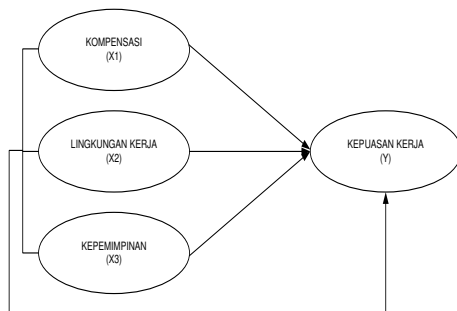 KOMPENSASI
(X1)
LINGKUNGAN KERJA
(X2)
KEPUASAN KERJA
(Y)
KEPEMIMPINAN
(X3)